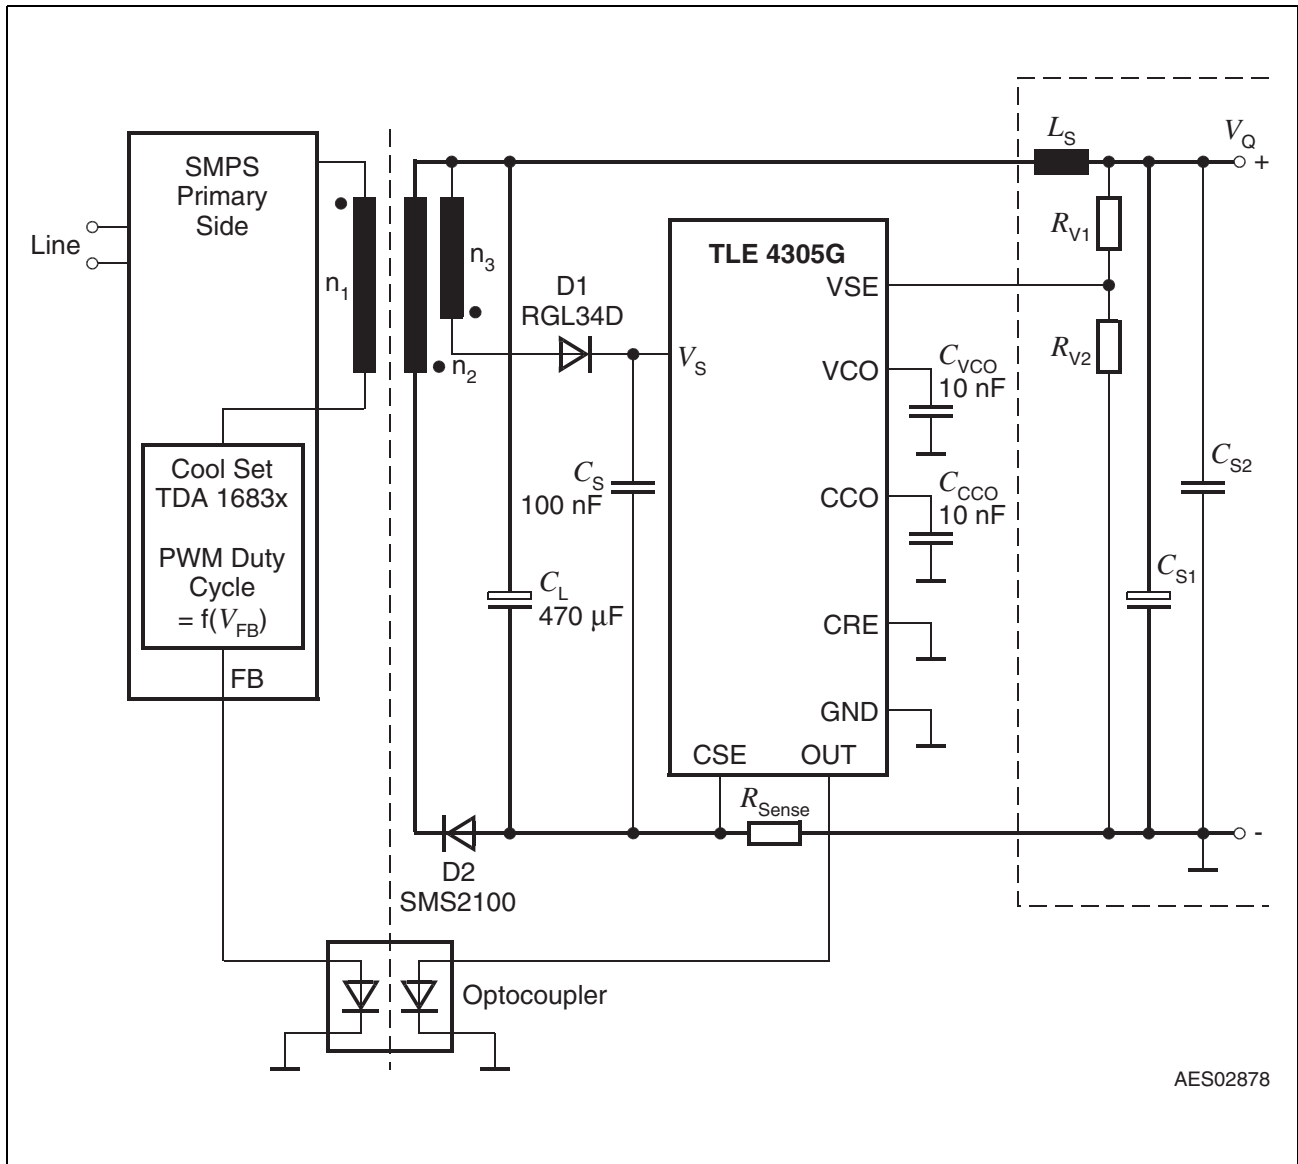 SMPS
Primary
Side
Line
n1
n2
n3
D1
RGL34D
TLE 4305G
VSE
VS
VCO
CVCO
10 nF
CCO
CCCO
10 nF
CRE
GND
CSE
OUT
LS
VQ
+
RV1
RV2
CS2
CS1
-
Cool Set
TDA 1683x
PWM Duty
Cycle
= f(VFB)
FB
CS
100 nF
CL
470 µF
RSense
D2
SMS2100
Optocoupler
AES02878